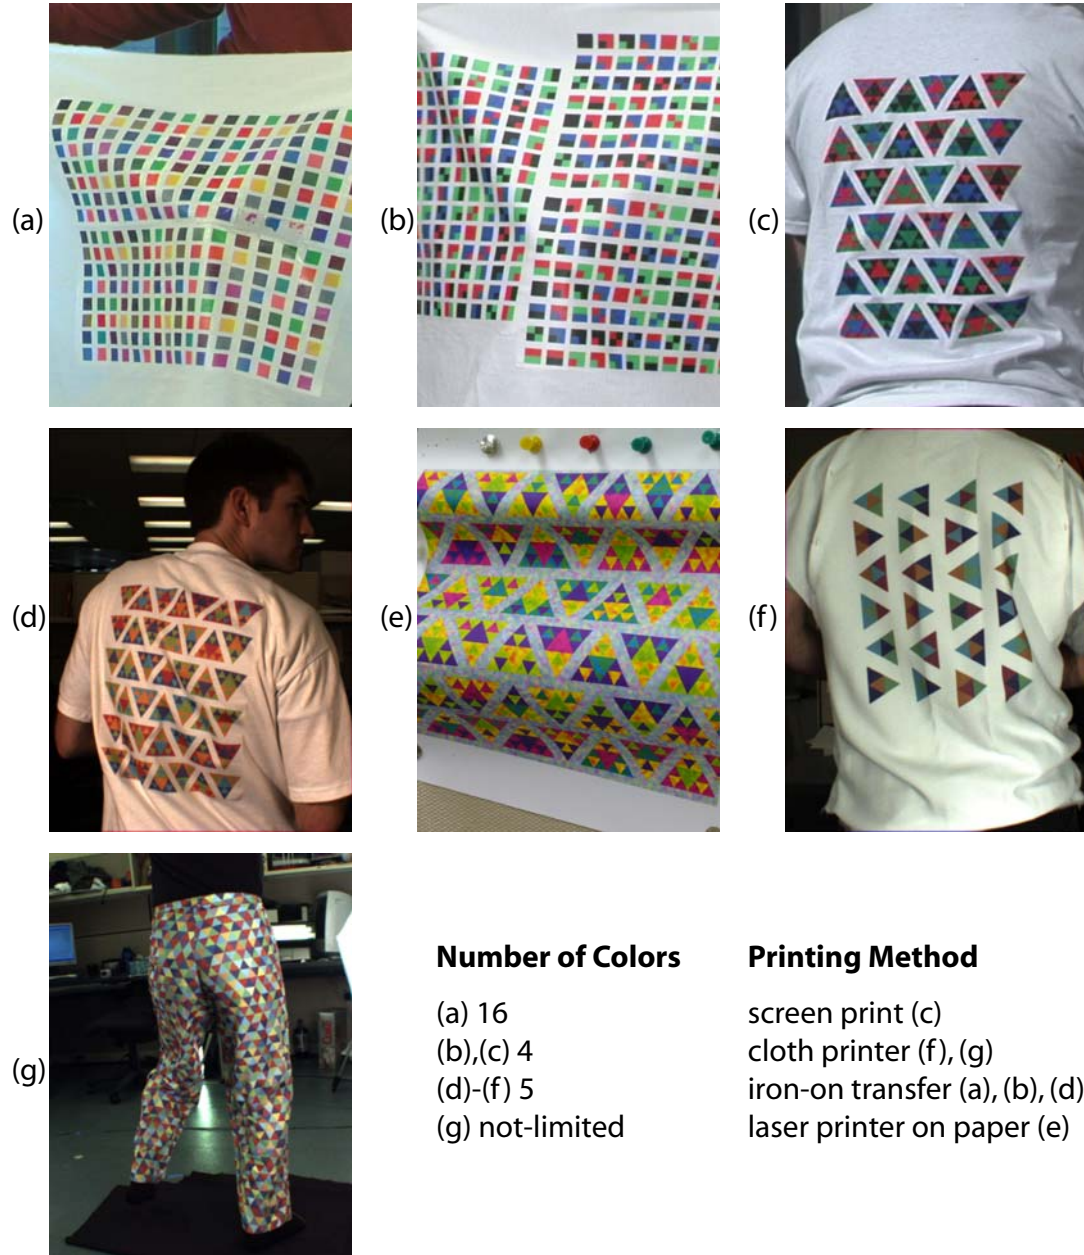 (a)
(b)
(c)
(d)
(e)
(f)
(g)
Number of Colors
(a) 16
(b),(c) 4
(d)-(f) 5
(g) not-limited
Printing Method
screen print (c)
cloth printer (f), (g)
iron-on transfer (a), (b), (d)
laser printer on paper (e)